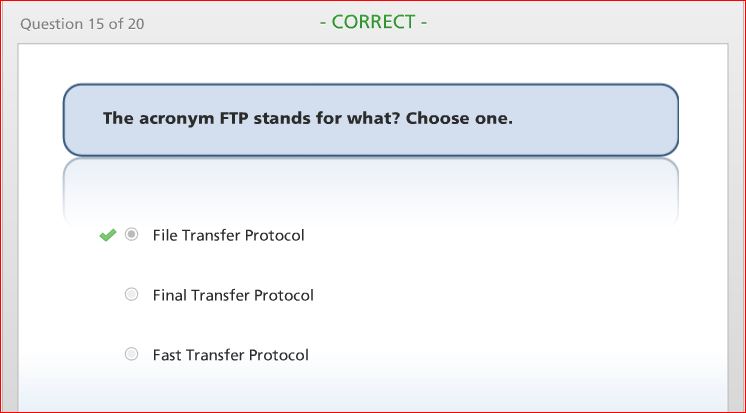 Question 15 of 20
- CORRECT -
The acronym FTP stands for what? Choose one.
File Transfer Protocol
Final Transfer Protocol
Fast Transfer Protocol